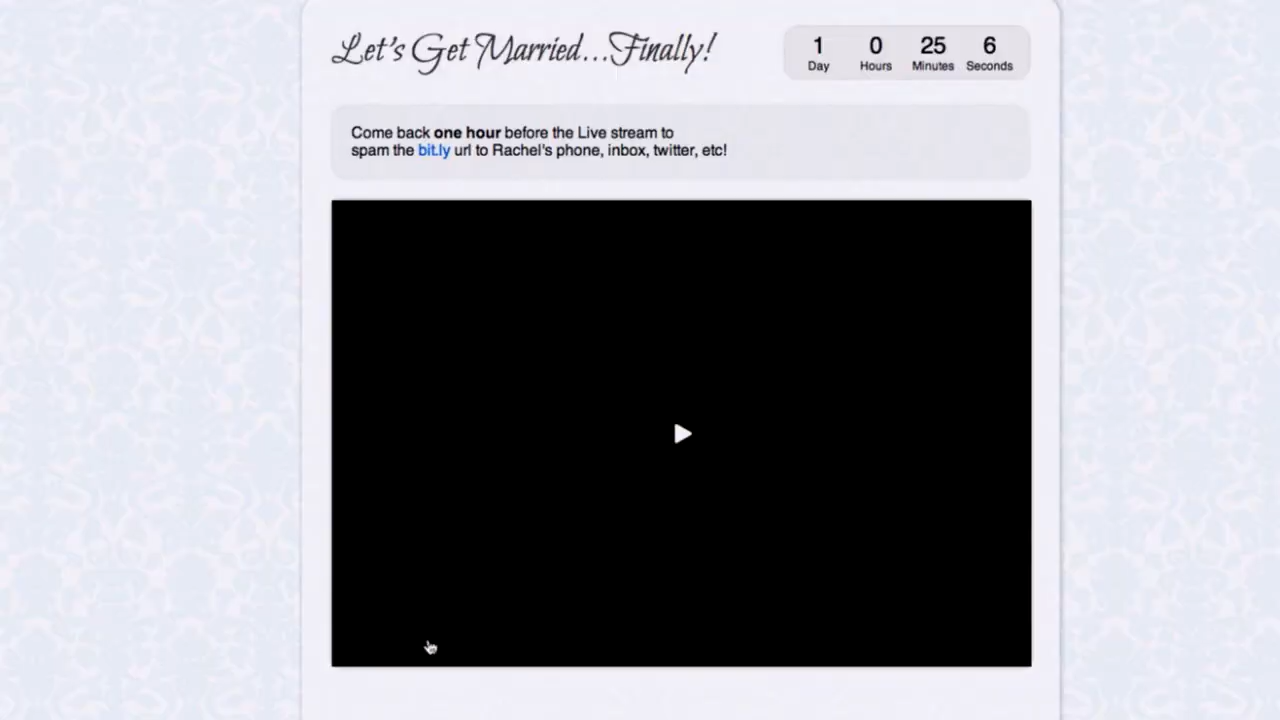 Let's Get Married...Finally!
1 0 25 6
Day Hours Minutes Seconds
Come back one hour before the Live stream to
spam the bit.ly url to Rachel's phone, inbox, twitter, etc!